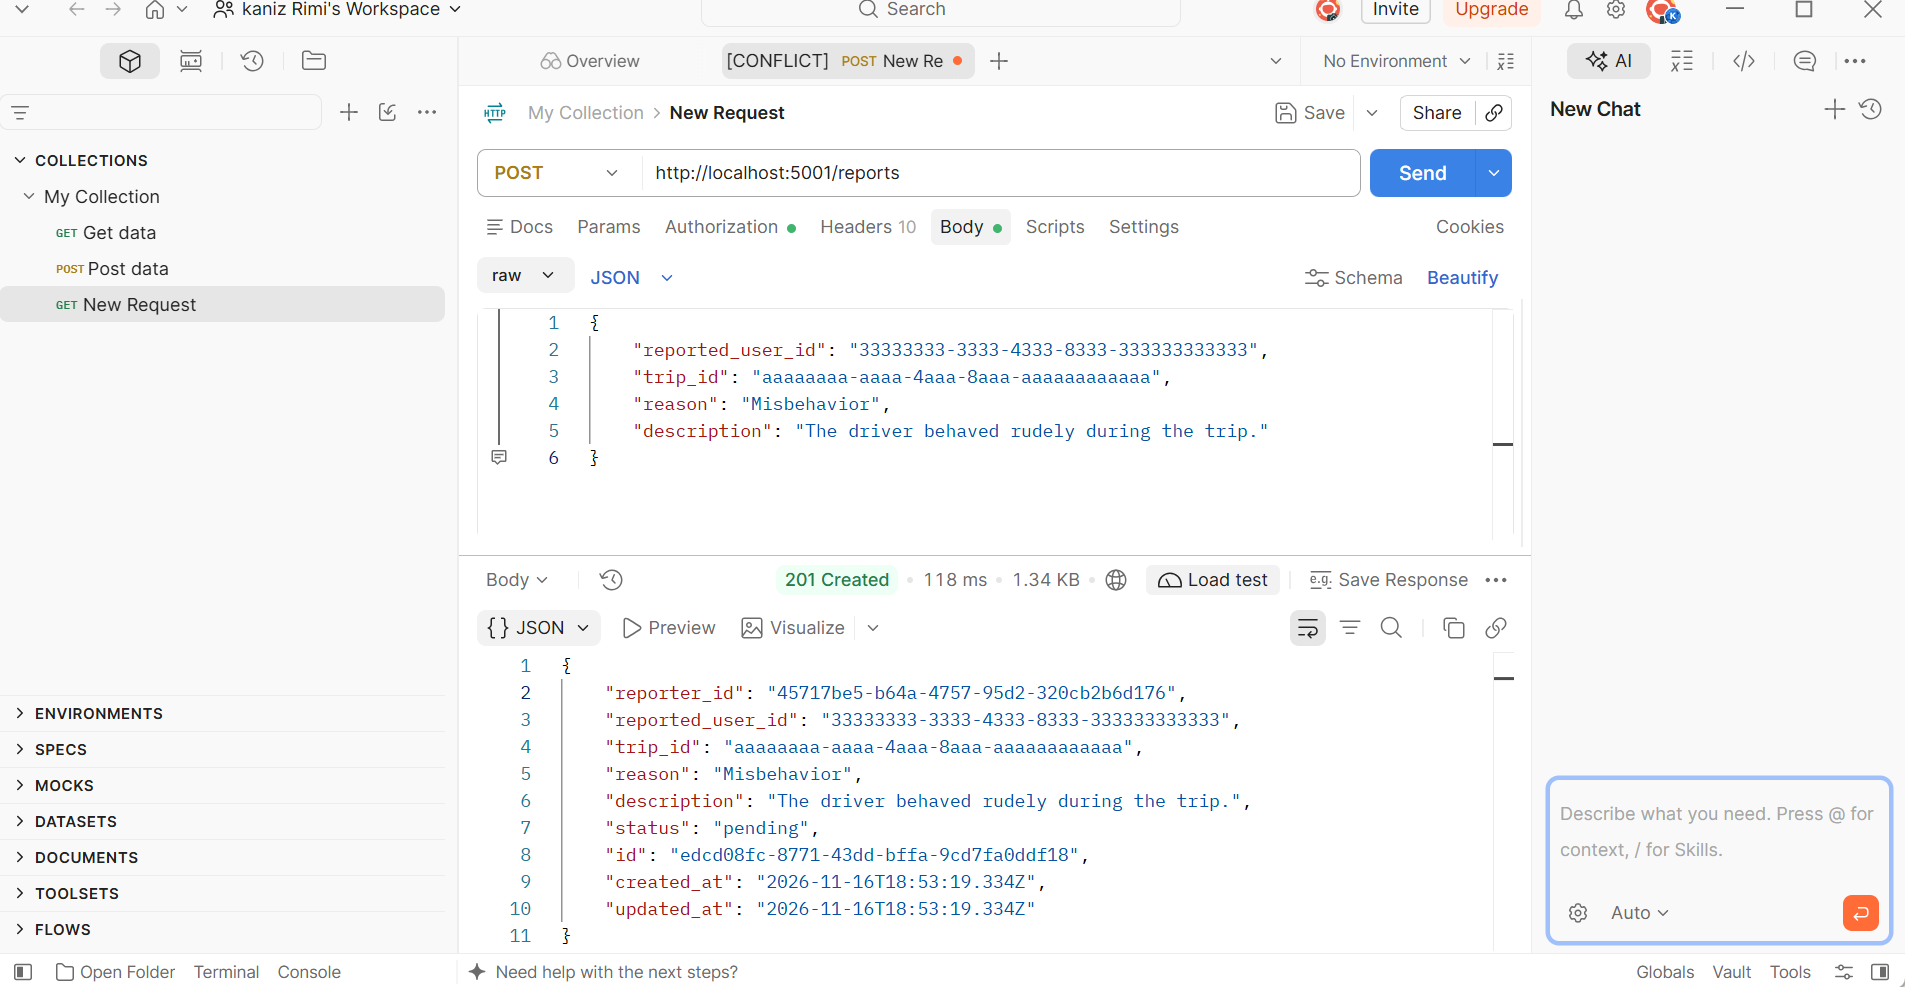 kaniz Rimi's Workspace
Search
Invite
Upgrade
K
Overview
[CONFLICT] POST New Re
No Environment
AI
My Collection > New Request
Save
Share
New Chat
COLLECTIONS
My Collection
GET Get data
POST Post data
GET New Request
ENVIRONMENTS
SPECS
MOCKS
DATASETS
DOCUMENTS
TOOLSETS
FLOWS
HTTP
POST
http://localhost:5001/reports
Send
Docs
Params
Authorization
Headers 10
Body
Scripts
Settings
Cookies
raw
JSON
Schema
Beautify
1 {
2 "reported_user_id": "33333333-3333-4333-8333-333333333333",
3 "trip_id": "aaaaaaaa-aaaa-4aaa-8aaa-aaaaaaaaaaaa",
4 "reason": "Misbehavior",
5 "description": "The driver behaved rudely during the trip."
6 }
Body
201 Created
118 ms
1.34 KB
Load test
e.g. Save Response
{} JSON
Preview
Visualize
1 {
2 "reporter_id": "45717be5-b64a-4757-95d2-320cb2b6d176",
3 "reported_user_id": "33333333-3333-4333-8333-333333333333",
4 "trip_id": "aaaaaaaa-aaaa-4aaa-8aaa-aaaaaaaaaaaa",
5 "reason": "Misbehavior",
6 "description": "The driver behaved rudely during the trip.",
7 "status": "pending",
8 "id": "edcd08fc-8771-43dd-bffa-9cd7fa0ddf18",
9 "created_at": "2026-11-16T18:53:19.334Z",
10 "updated_at": "2026-11-16T18:53:19.334Z"
11 }
Describe what you need. Press @ for
context, / for Skills.
Auto
Open Folder
Terminal
Console
Need help with the next steps?
Globals
Vault
Tools